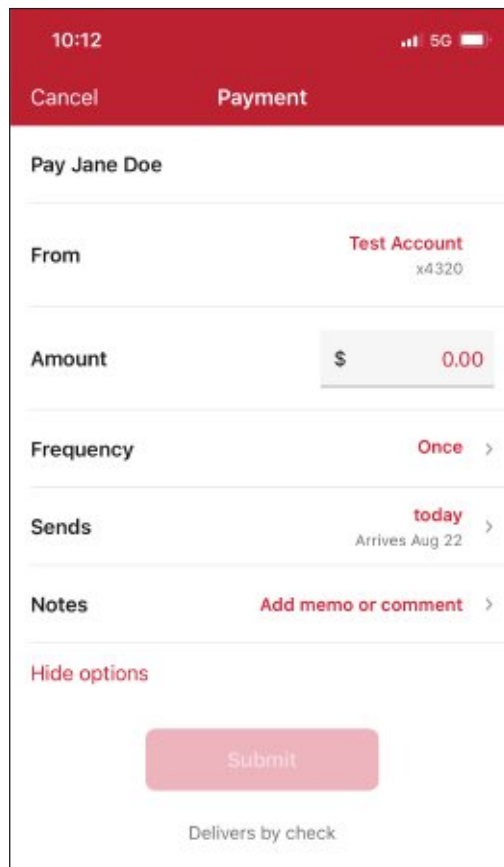 10:12 5G
Cancel Payment
Pay Jane Doe
From Test Account
x4320
Amount $ 0.00
Frequency Once
Sends today
Arrives Aug 22
Notes Add memo or comment
Hide options
Submit
Delivers by check